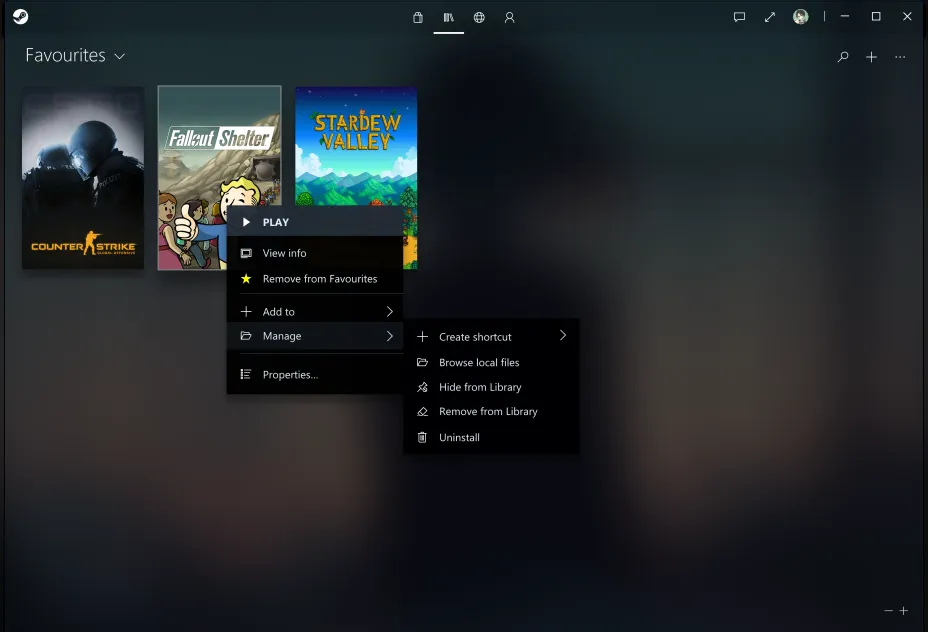 Favourites
COUNTER STRIKE
GLOBAL OFFENSIVE
POLIZEI
Fallout Shelter
STARDEW
VALLEY
PLAY
View info
Remove from Favourites
Add to
Manage
Properties...
Create shortcut
Browse local files
Hide from Library
Remove from Library
Uninstall